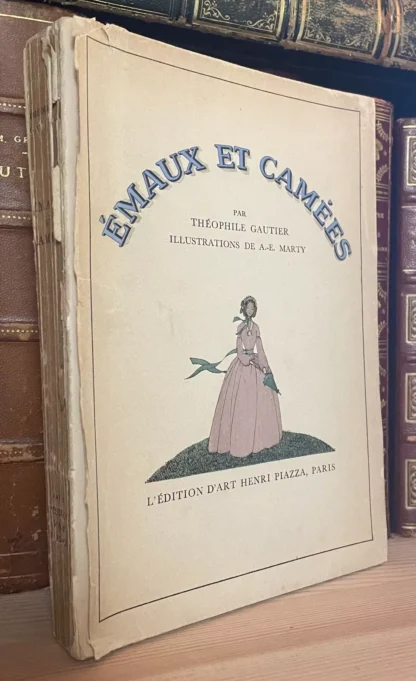 ÉMAUX ET CAMÉES
PAR
THÉOPHILE GAUTIER
ILLUSTRATIONS DE A.-E. MARTY
L'ÉDITION D'ART HENRI PIAZZA, PARIS